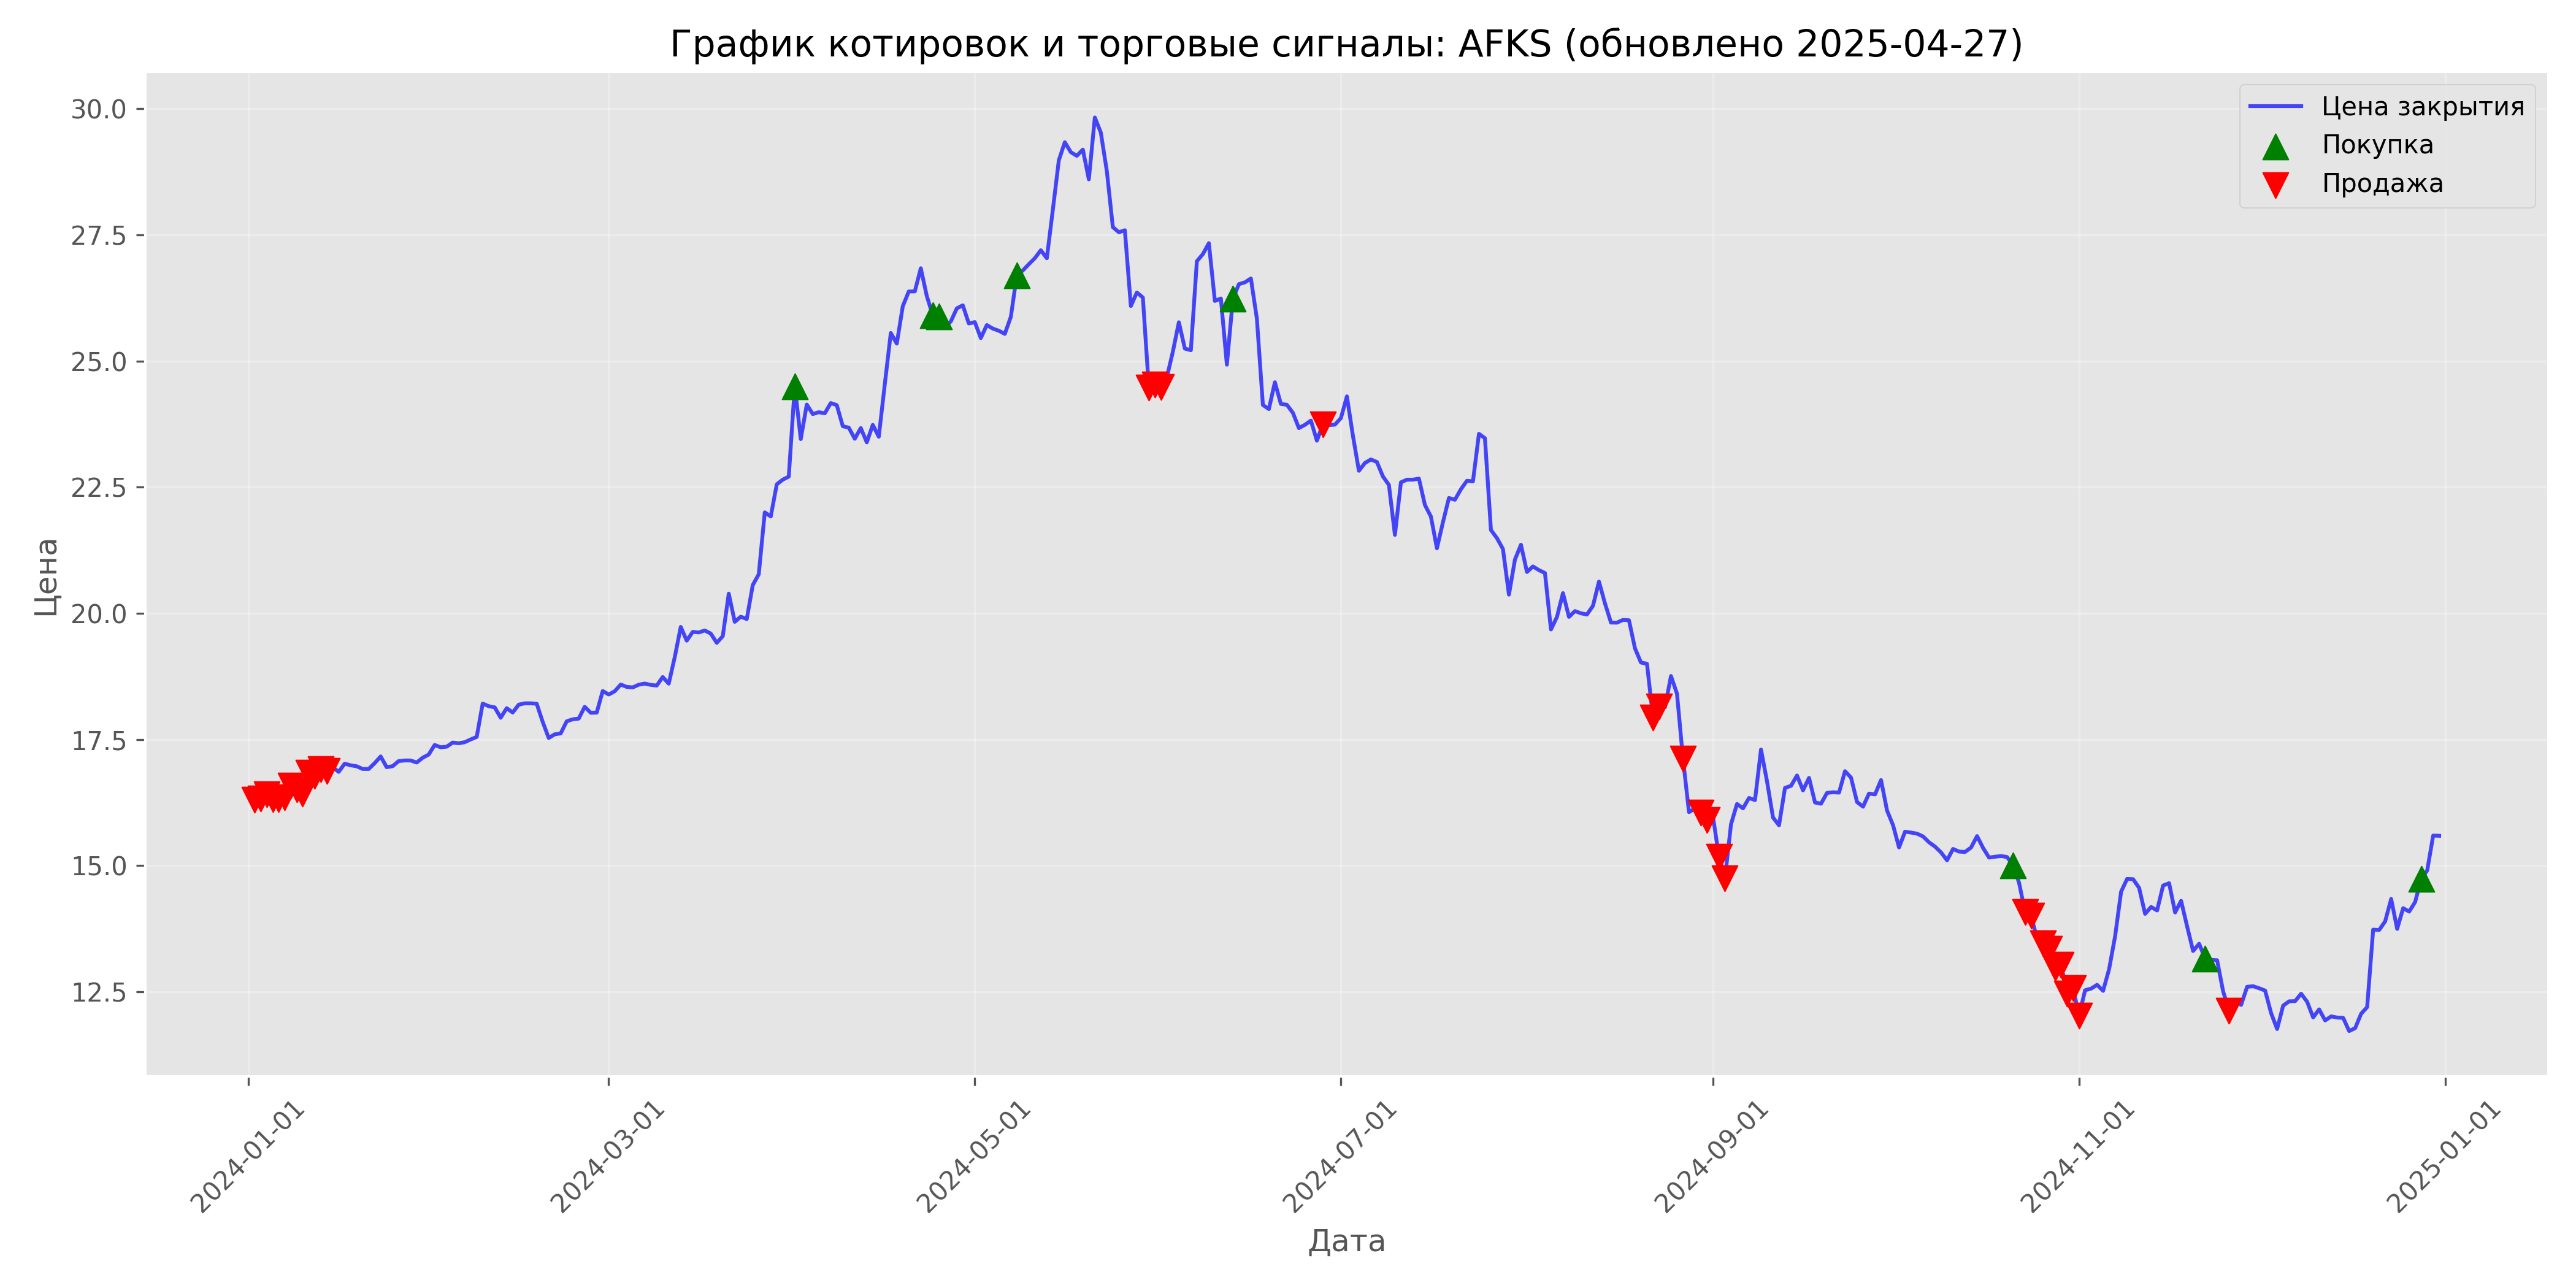 График котировок и торговые сигналы: AFKS (обновлено 2025-04-27)
Цена закрытия
Покупка
Продажа
30.0
27.5
25.0
22.5
20.0
17.5
15.0
12.5
Цена
2024-01-01
2024-03-01
2024-05-01
2024-07-01
2024-09-01
2024-11-01
2025-01-01
Дата